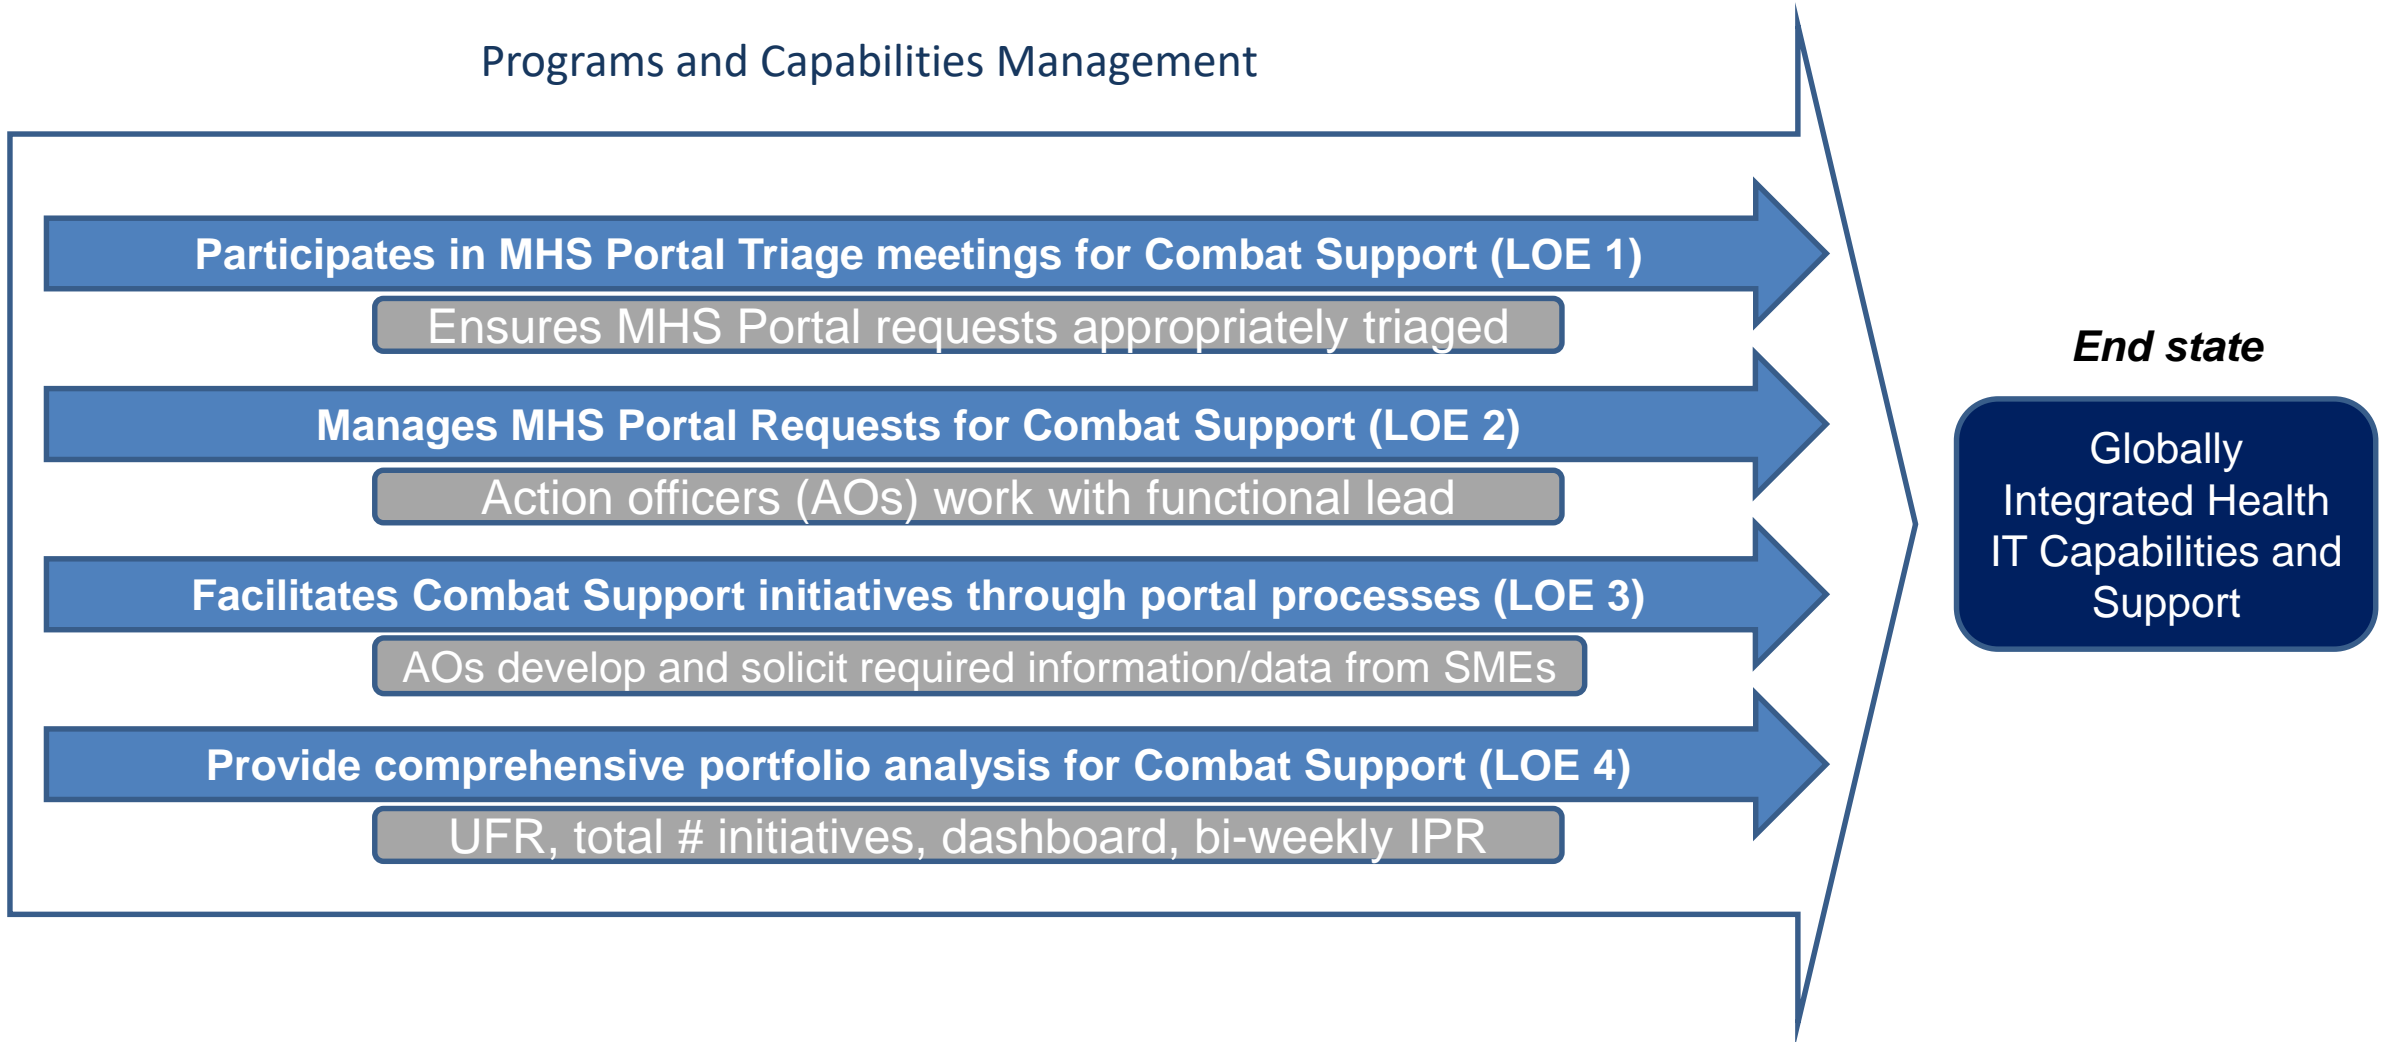 Programs and Capabilities Management
Participates in MHS Portal Triage meetings for Combat Support (LOE 1)
Ensures MHS Portal requests appropriately triaged
Manages MHS Portal Requests for Combat Support (LOE 2)
Action officers (AOs) work with functional lead
Facilitates Combat Support initiatives through portal processes (LOE 3)
AOs develop and solicit required information/data from SMEs
Provide comprehensive portfolio analysis for Combat Support (LOE 4)
UFR, total # initiatives, dashboard, bi-weekly IPR
End state
Globally
Integrated Health
IT Capabilities and
Support